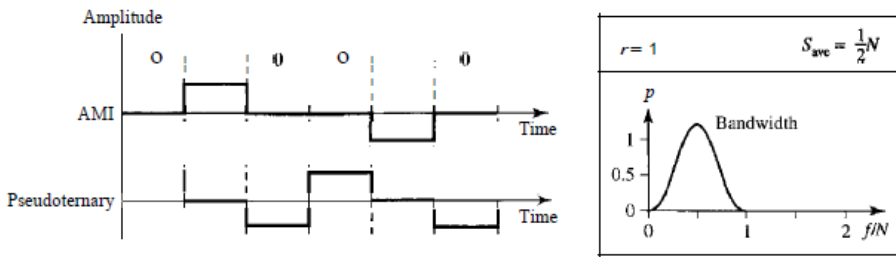 Amplitude
0 0 0 0
AMI
Time
Pseudoternary
Time
r = 1
S_ave = 1/2 N
p
Bandwidth
1
0.5
0
0 1 2 f/N